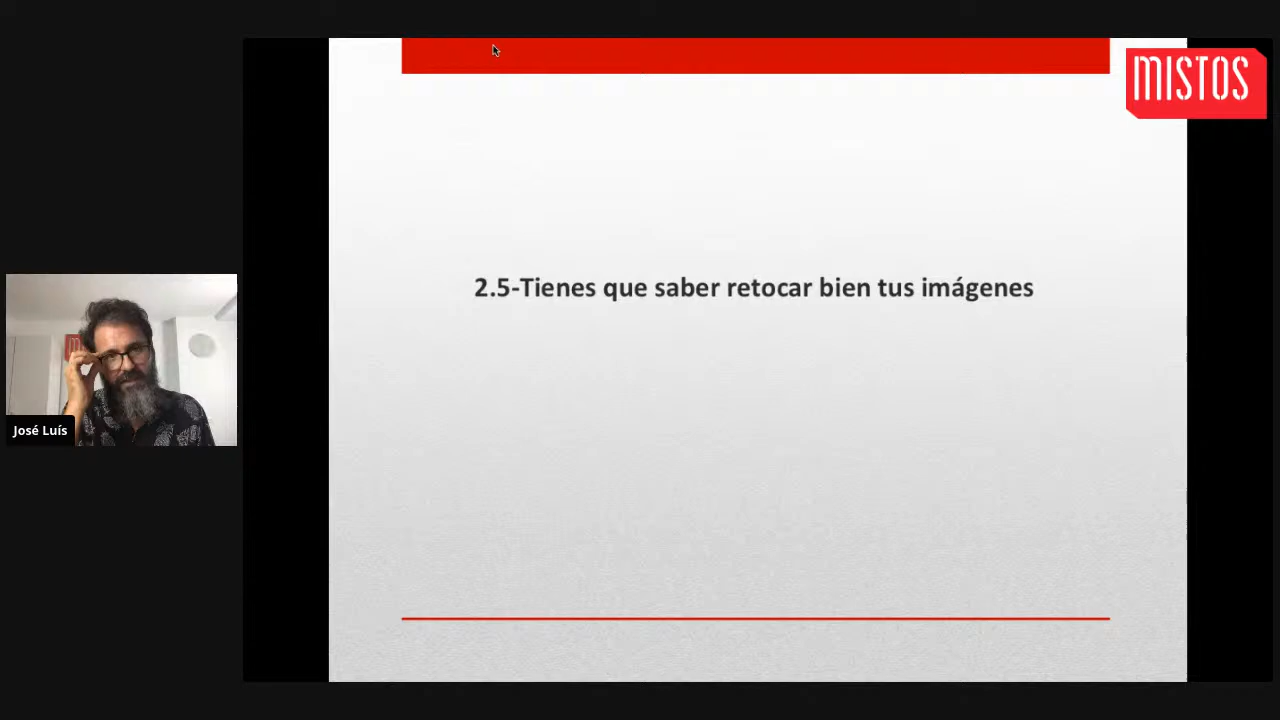 MISTOS
2.5-Tienes que saber retocar bien tus imágenes
José Luís